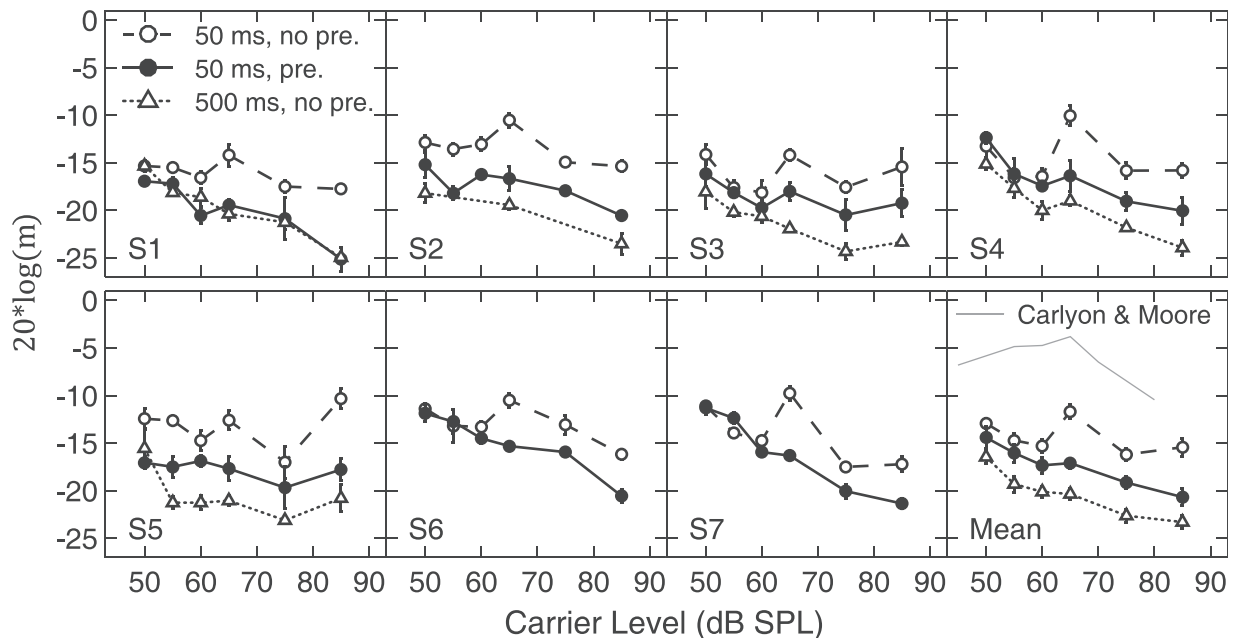 0
-5
-10
-15
-20
-25
50 ms, no pre.
50 ms, pre.
500 ms, no pre.
S1
S2
S3
S4
20*log(m)
0
-5
-10
-15
-20
-25
S5
S6
S7
Carlyon & Moore
Mean
50 60 70 80 90 50 60 70 80 90 50 60 70 80 90 50 60 70 80 90
Carrier Level (dB SPL)